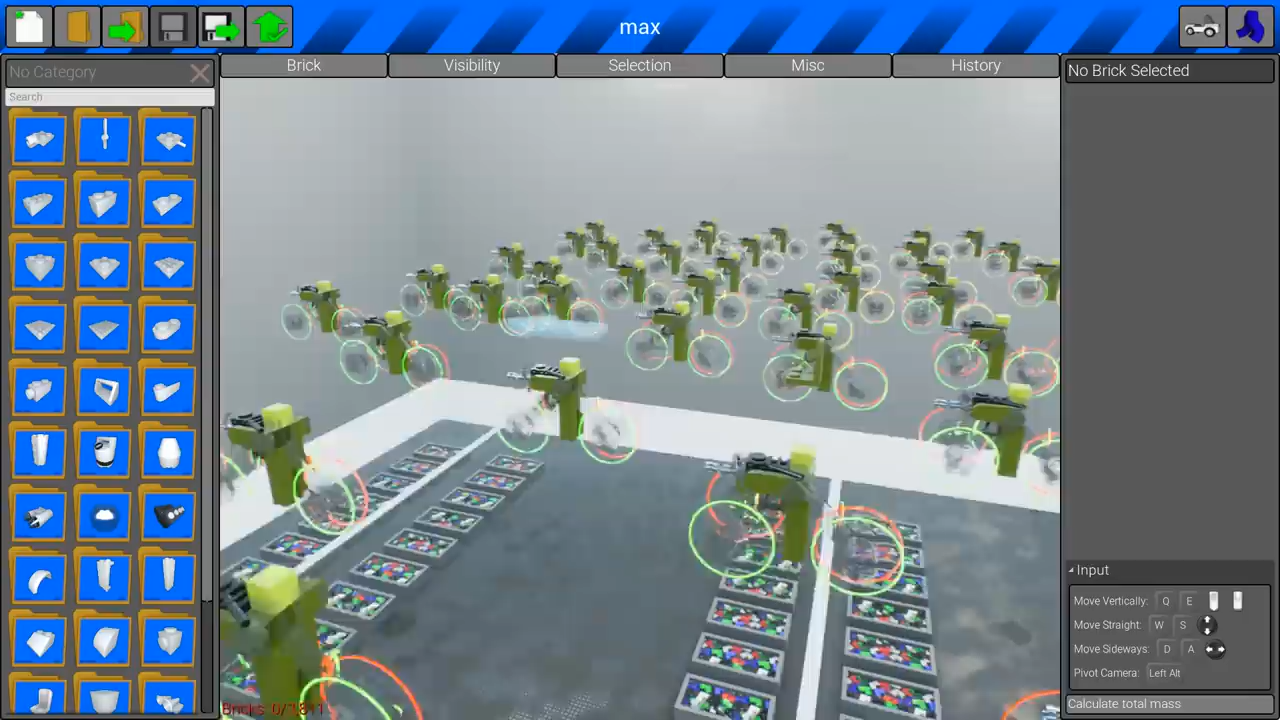 max
No Category
Search
Brick
Visibility
Selection
Misc
History
No Brick Selected
Input
Move Vertically: Q E
Move Straight: W S
Move Sideways: D A
Pivot Camera: Left Alt
Calculate total mass